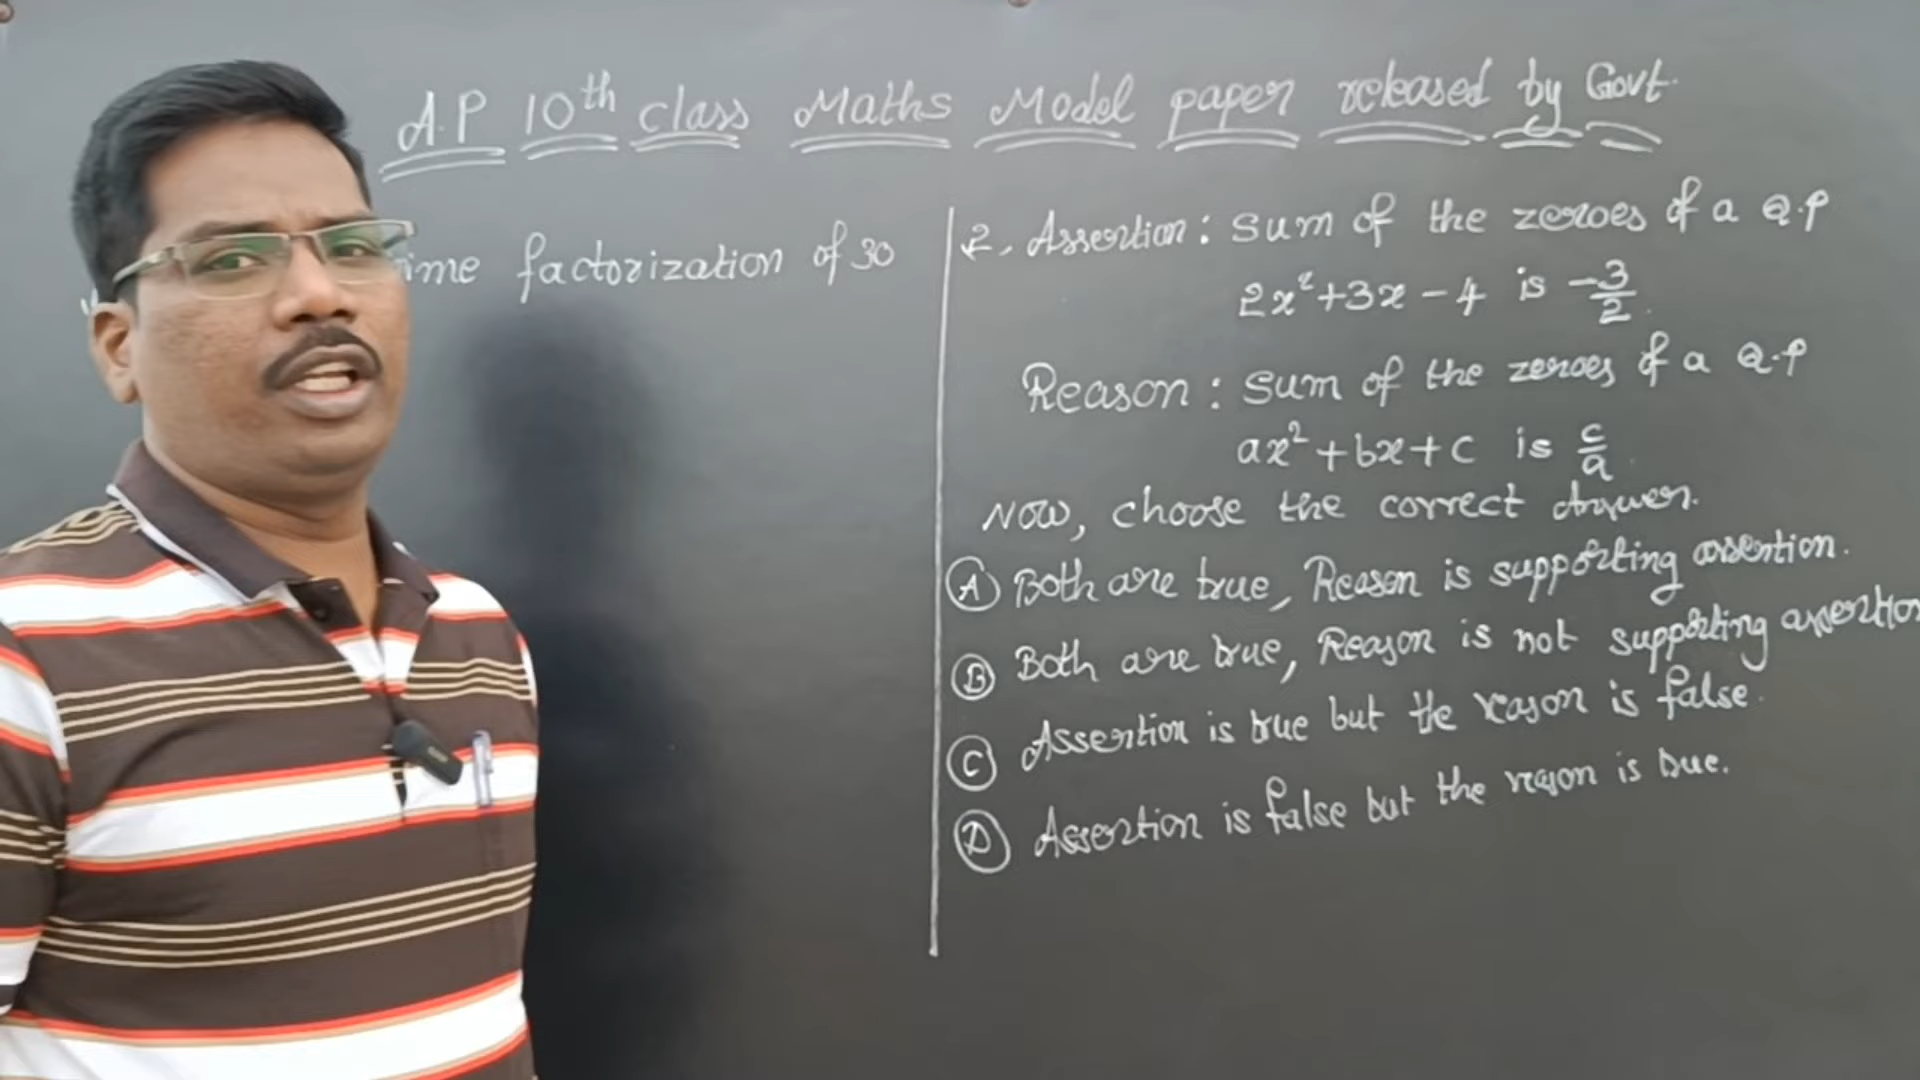 A.P 10th class Maths Model paper released by Govt.
factorization of 30
2. Assertion: Sum of the zeroes of a Q.P
2x²+3x-4 is -3/2.
Reason: Sum of the zeroes of a Q.P
ax²+bx+c is c/a.
Now, choose the correct Answer.
(A) Both are true, Reason is supporting assertion.
(B) Both are true, Reason is not supporting assertion
(C) Assertion is true but the reason is false.
(D) Assertion is false but the reason is true.